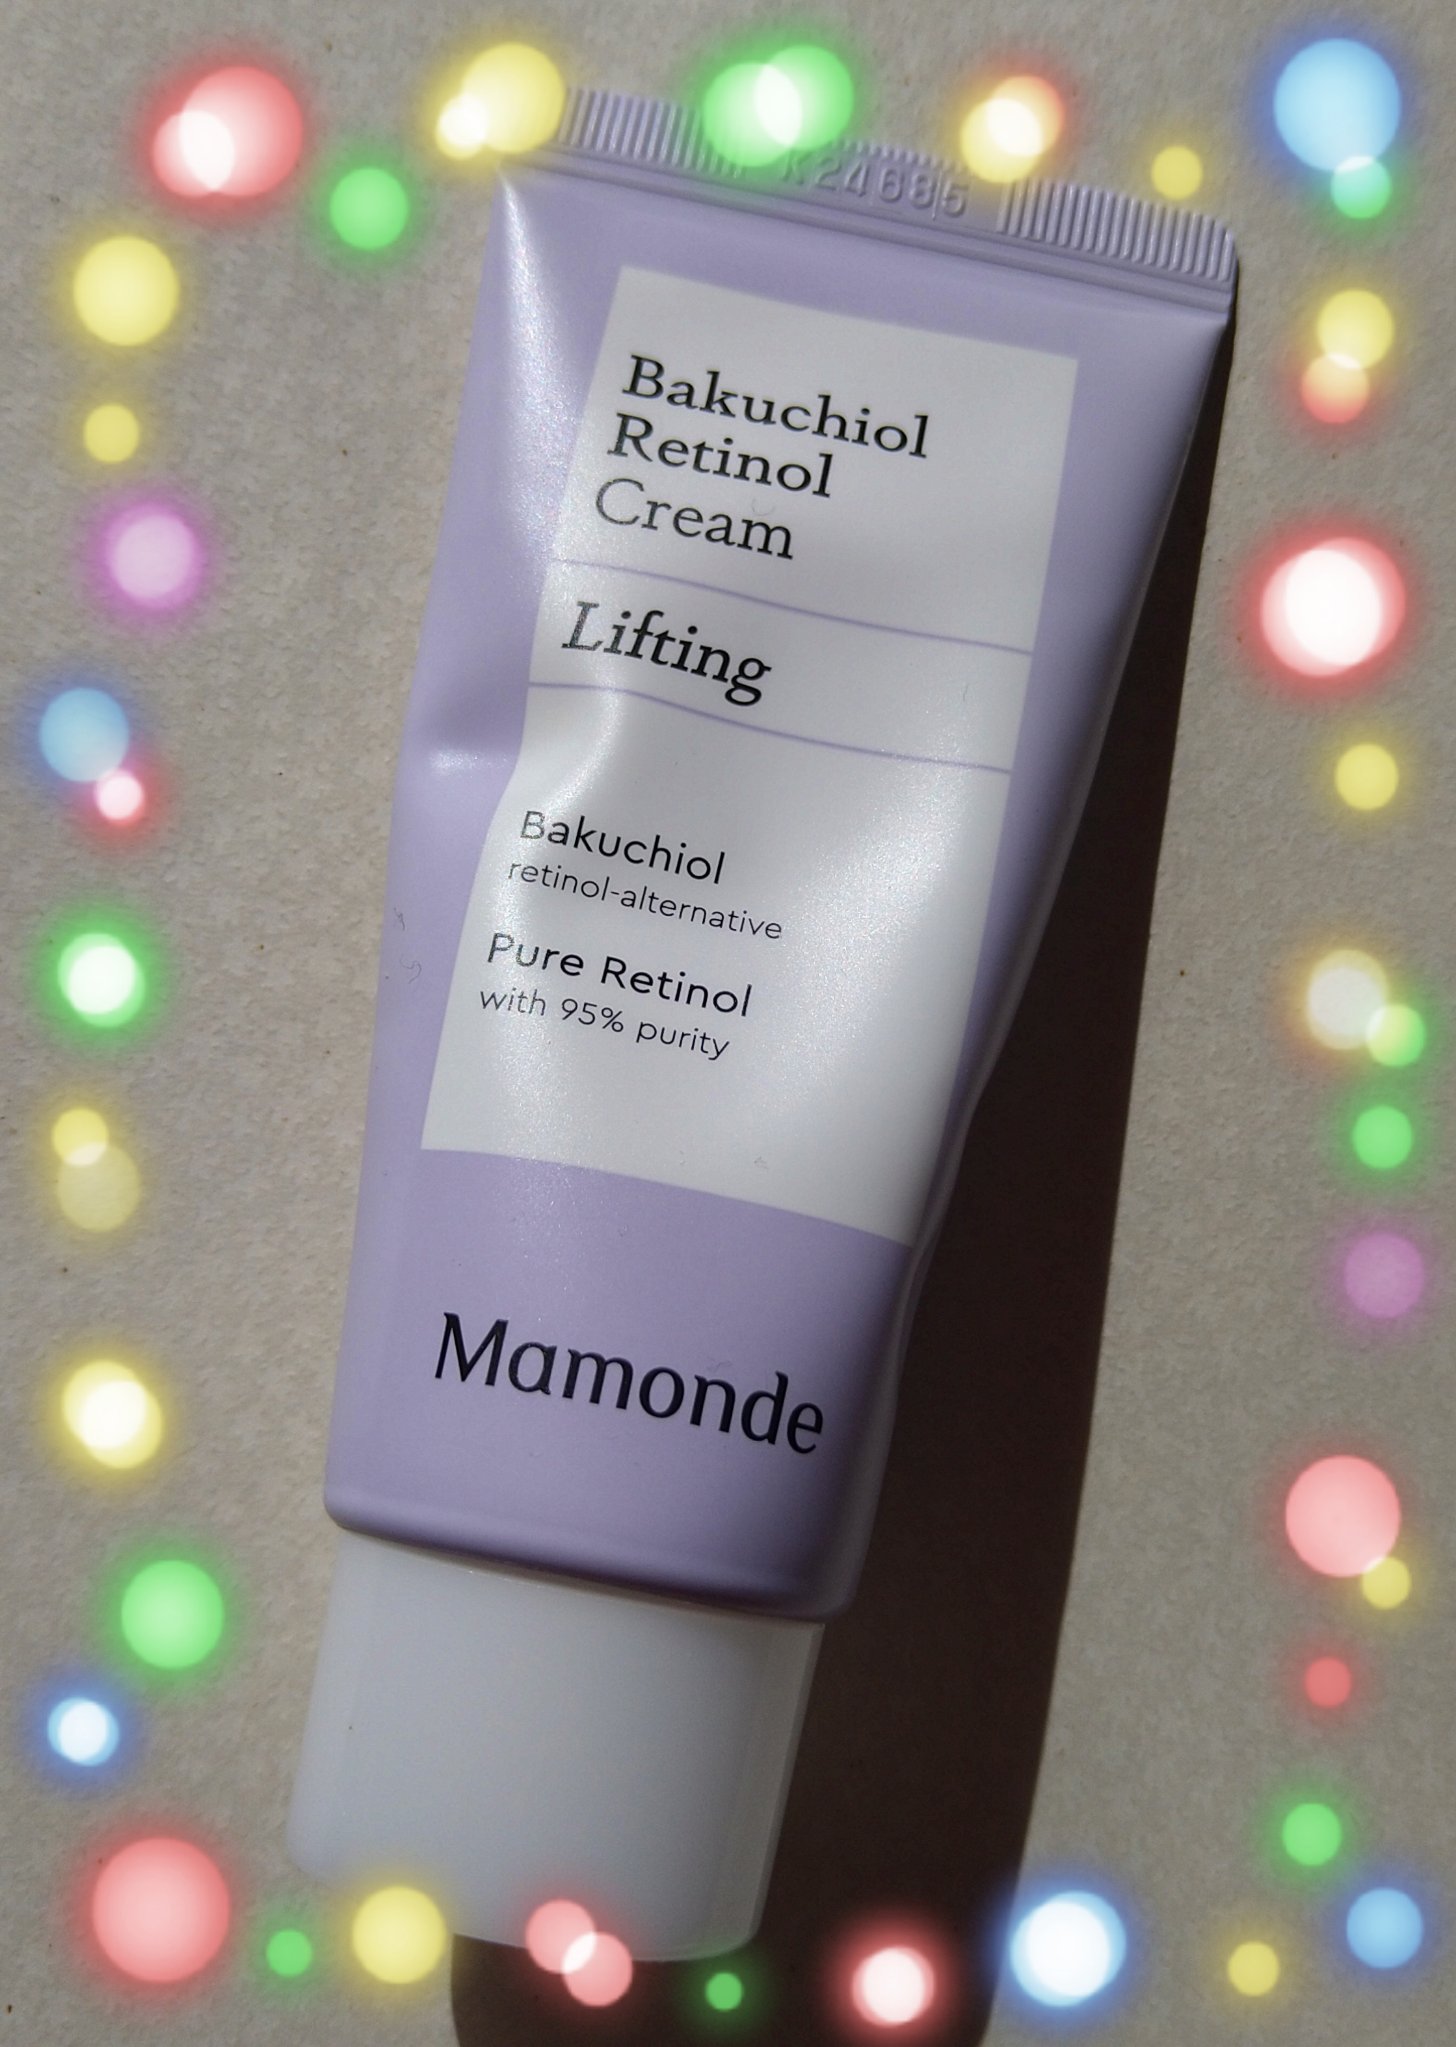 K24685
Bakuchiol
Retinol
Cream
Lifting
Bakuchiol
retinol-alternative
Pure Retinol
with 95% purity
Mamonde